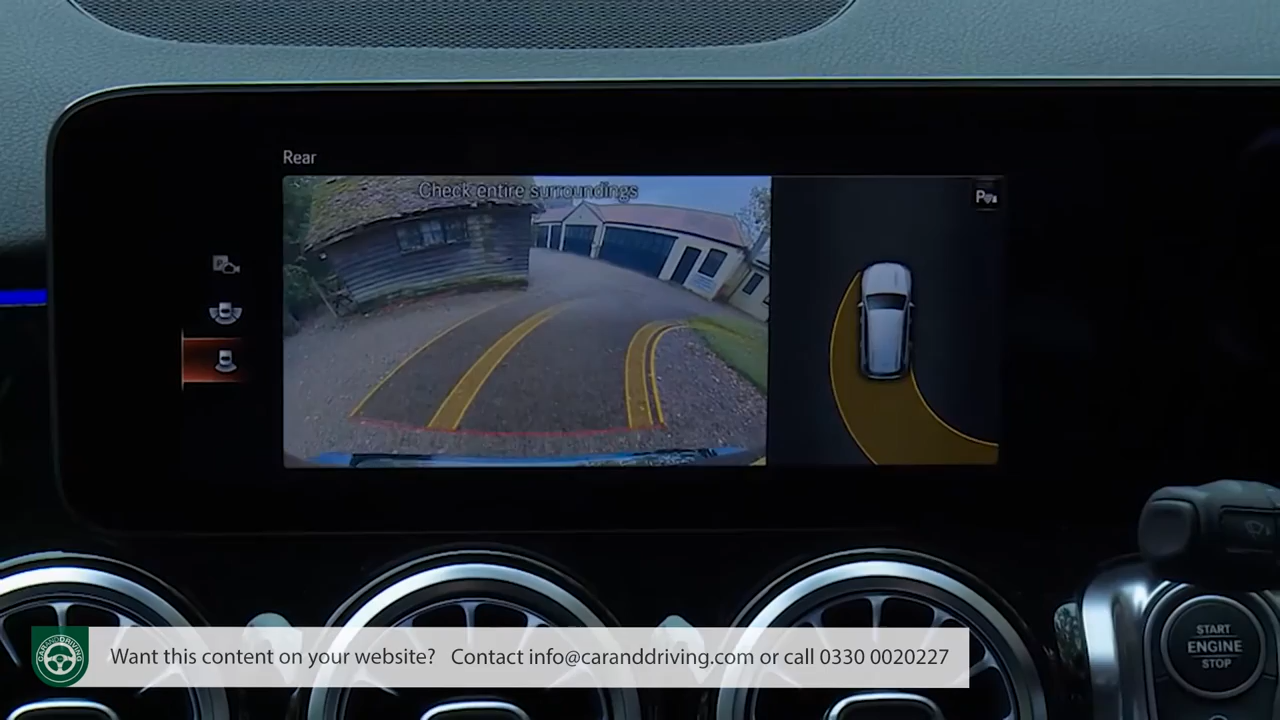 Rear
Check entire surroundings
P
START
ENGINE
STOP
CARANDDRIVING
Want this content on your website? Contact info@caranddriving.com or call 0330 0020227